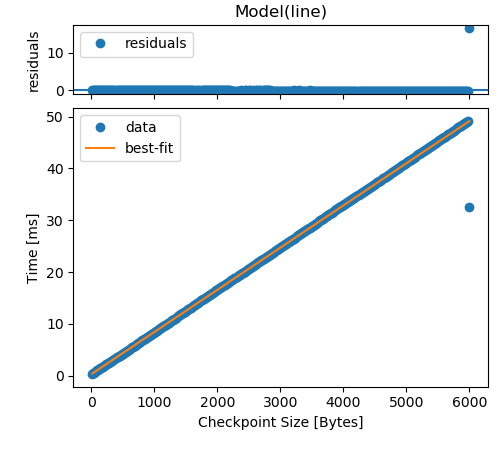 Model(line)
residuals
10
0
residuals
data
best-fit
Time [ms]
50
40
30
20
10
0
0 1000 2000 3000 4000 5000 6000
Checkpoint Size [Bytes]